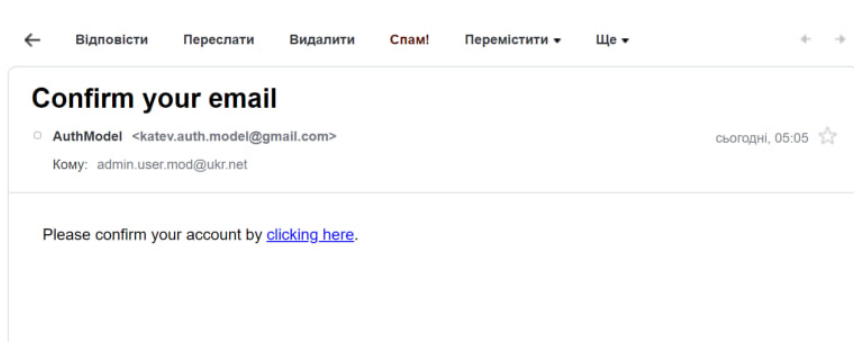 Відповісти Переслати Видалити Спам! Перемістити Ще
Confirm your email
AuthModel <katev.auth.model@gmail.com> сьогодні, 05:05
Кому: admin.user.mod@ukr.net
Please confirm your account by clicking here.